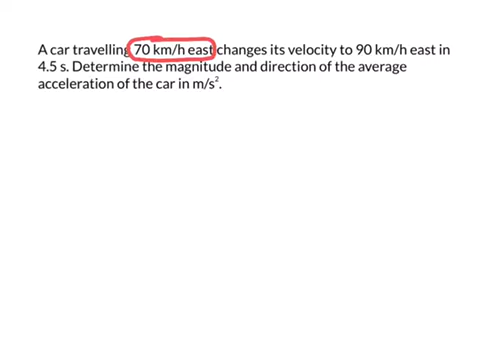 A car travelling 70 km/h east changes its velocity to 90 km/h east in
4.5 s. Determine the magnitude and direction of the average
acceleration of the car in m/s².